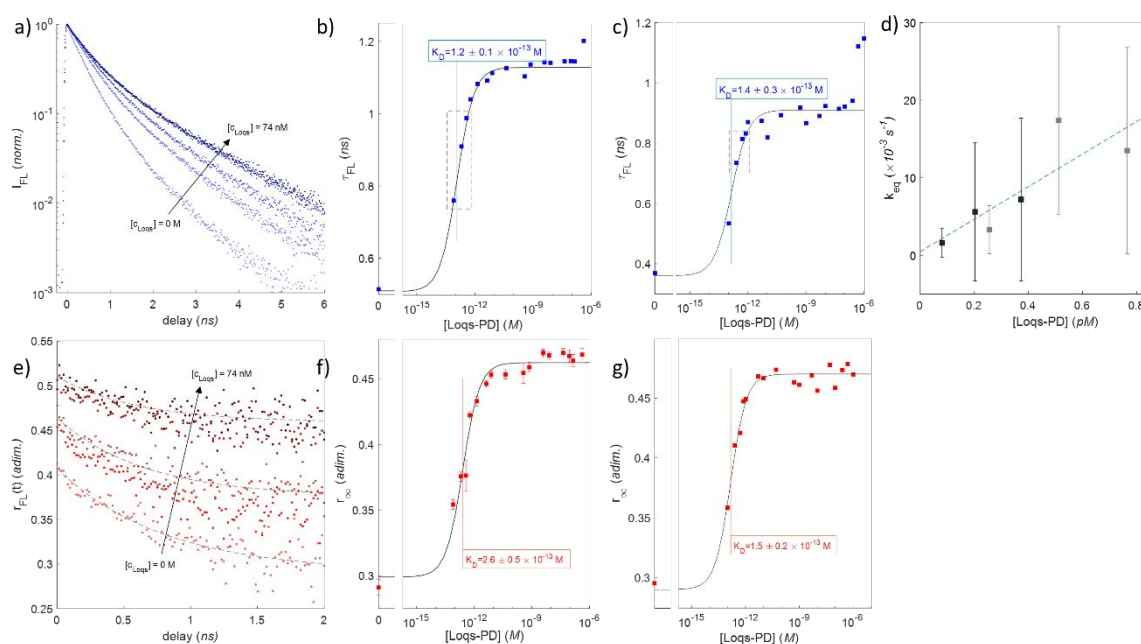 a)
10⁰
10⁻¹
10⁻²
10⁻³
I_FL (norm.)
[c_Loqs] = 74 nM
[c_Loqs] = 0 M
0 1 2 3 4 5 6
delay (ns)
b)
1.2
1
0.8
0.6
τ_FL (ns)
K_D=1.2 ± 0.1 × 10⁻¹³ M
0 10⁻¹⁵ 10⁻¹² 10⁻⁹ 10⁻⁶
[Loqs-PD] (M)
c)
1.1
0.9
0.6
0.4
τ_FL (ns)
K_D=1.4 ± 0.3 × 10⁻¹³ M
0 10⁻¹⁵ 10⁻¹² 10⁻⁹ 10⁻⁶
[Loqs-PD] (M)
d)
30
20
10
0
k_eq (×10⁻³ s⁻¹)
0 0.2 0.4 0.6 0.8
[Loqs-PD] (pM)
e)
0.55
0.5
0.45
0.4
0.35
0.3
0.25
r_FL(t) (adim.)
[c_Loqs] = 74 nM
[c_Loqs] = 0 M
0 0.5 1 1.5 2
delay (ns)
f)
0.45
0.4
0.35
0.3
r_∞ (adim.)
K_D=2.6 ± 0.5 × 10⁻¹³ M
0 10⁻¹⁵ 10⁻¹² 10⁻⁹ 10⁻⁶
[Loqs-PD] (M)
g)
0.5
0.45
0.4
0.35
0.3
r_∞ (adim.)
K_D=1.5 ± 0.2 × 10⁻¹³ M
0 10⁻¹⁵ 10⁻¹² 10⁻⁹ 10⁻⁶
[Loqs-PD] (M)